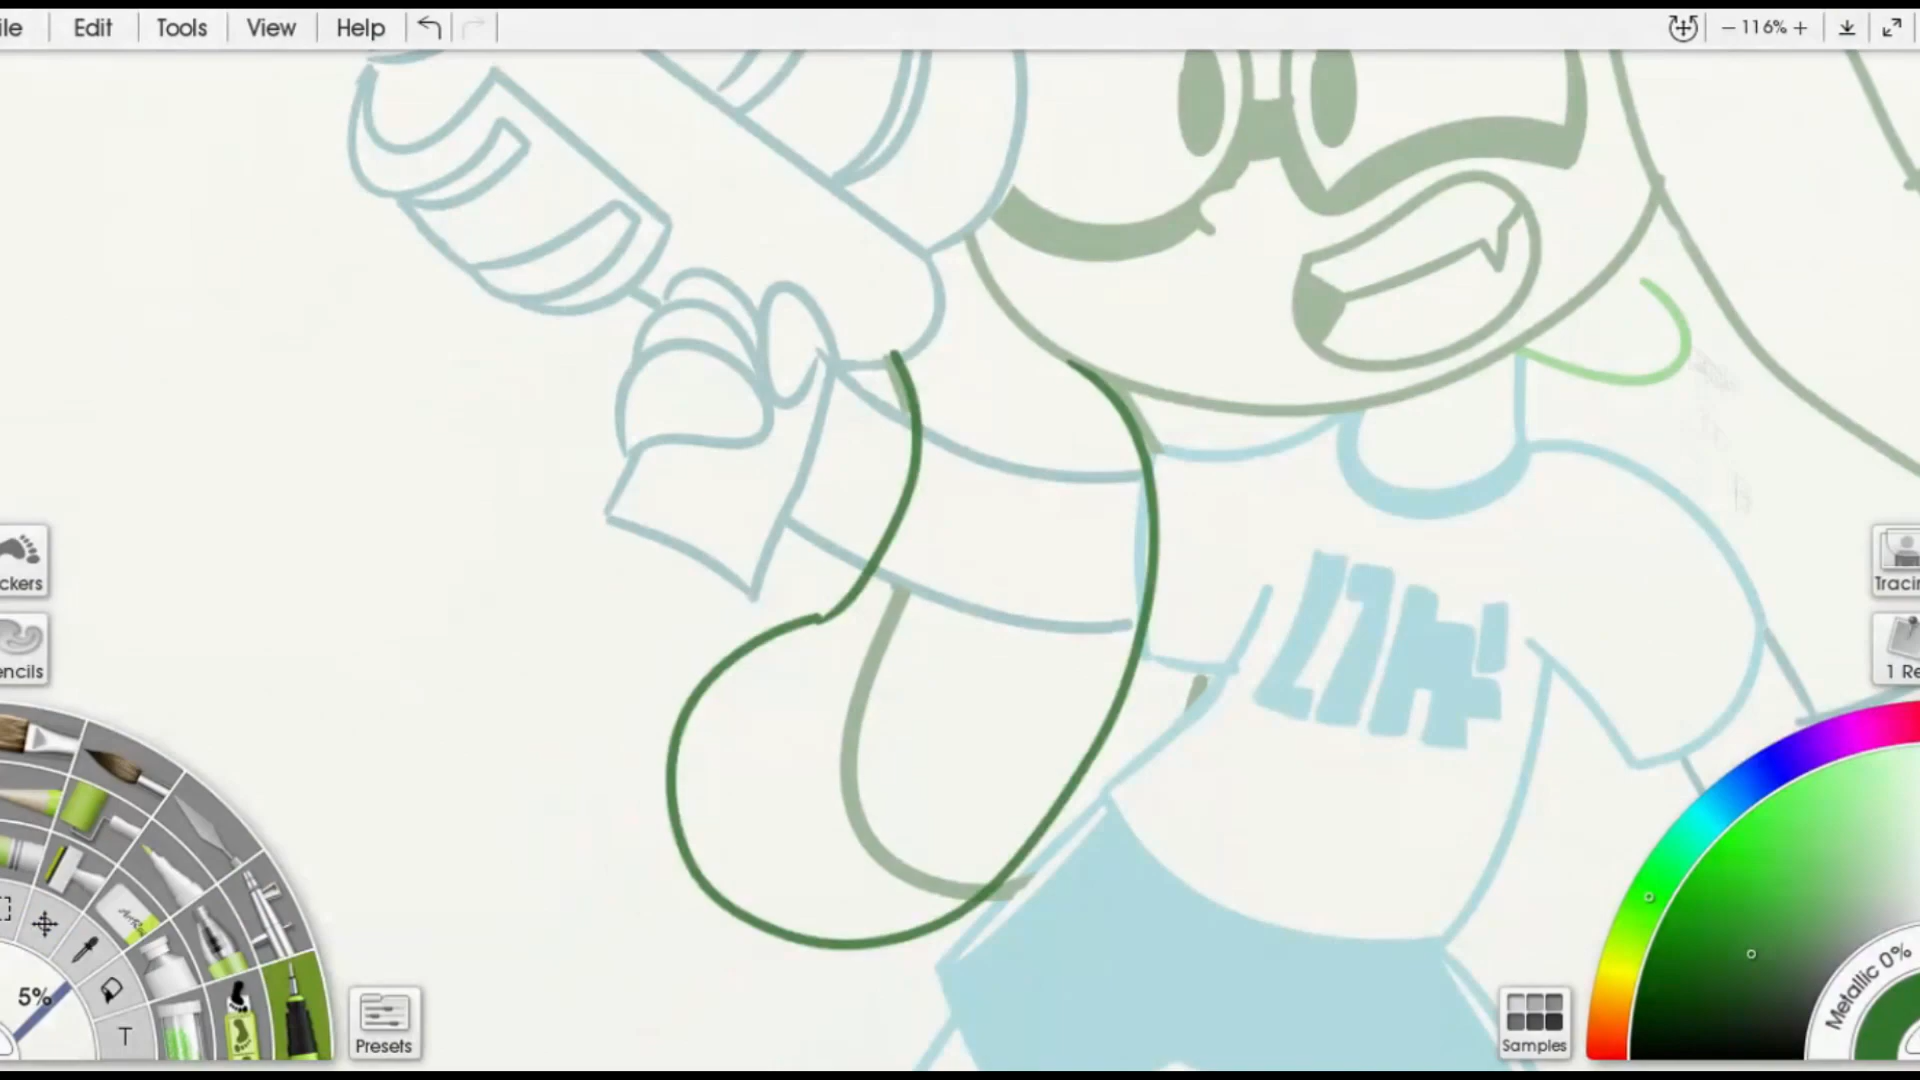 ile Edit Tools View Help
116%
ckers
encils
Tracin
1 Re
5%
T
Presets
Samples
Metallic 0%